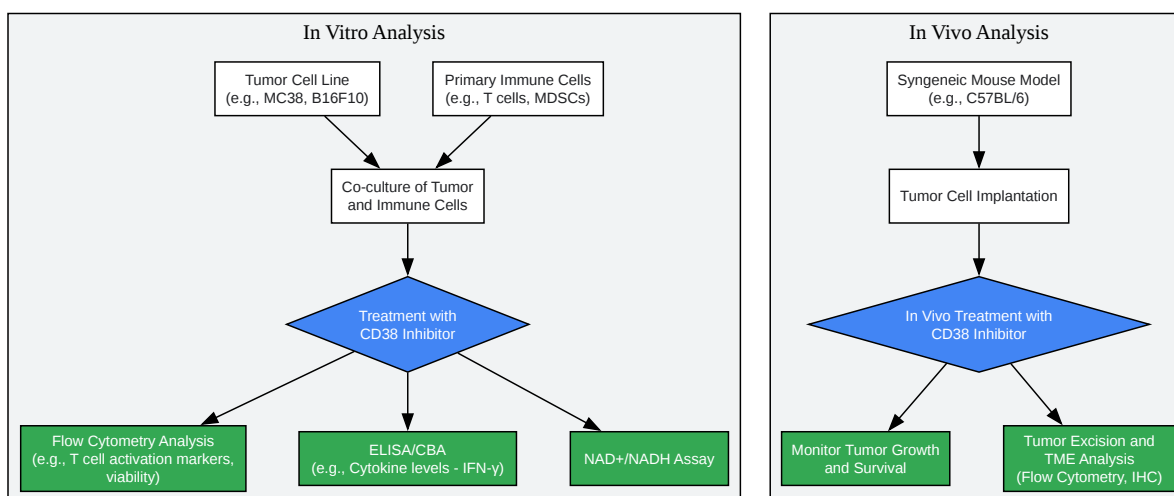 In Vitro Analysis
Tumor Cell Line
(e.g., MC38, B16F10)
Primary Immune Cells
(e.g., T cells, MDSCs)
Co-culture of Tumor
and Immune Cells
Treatment with
CD38 Inhibitor
Flow Cytometry Analysis
(e.g., T cell activation markers,
viability)
ELISA/CBA
(e.g., Cytokine levels - IFN-γ)
NAD+/NADH Assay
In Vivo Analysis
Syngeneic Mouse Model
(e.g., C57BL/6)
Tumor Cell Implantation
In Vivo Treatment with
CD38 Inhibitor
Monitor Tumor Growth
and Survival
Tumor Excision and
TME Analysis
(Flow Cytometry, IHC)